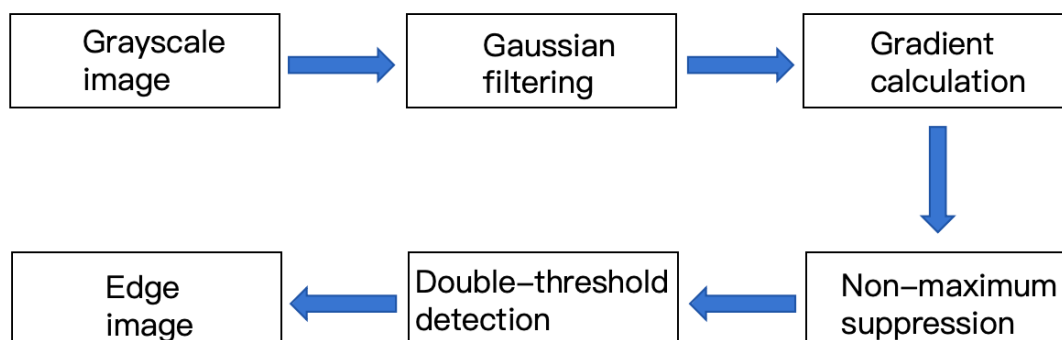 Grayscale
image
Gaussian
filtering
Gradient
calculation
Non-maximum
suppression
Double-threshold
detection
Edge
image